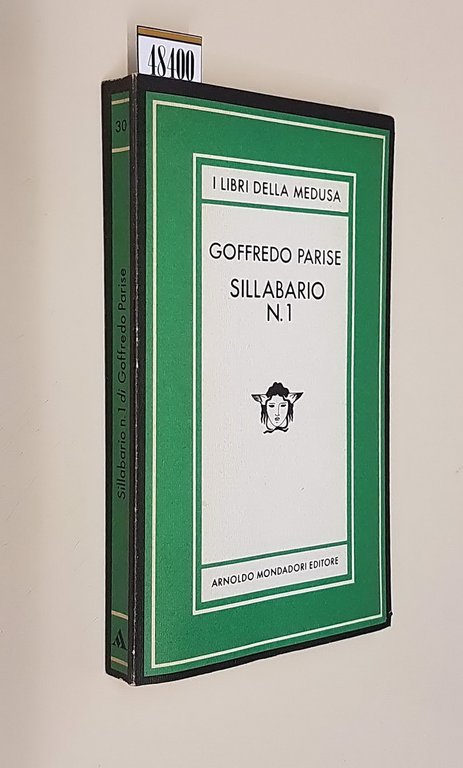 48400
30
Sillabario n.1 di Goffredo Parise
I LIBRI DELLA MEDUSA
GOFFREDO PARISE
SILLABARIO
N.1
ARNOLDO MONDADORI EDITORE